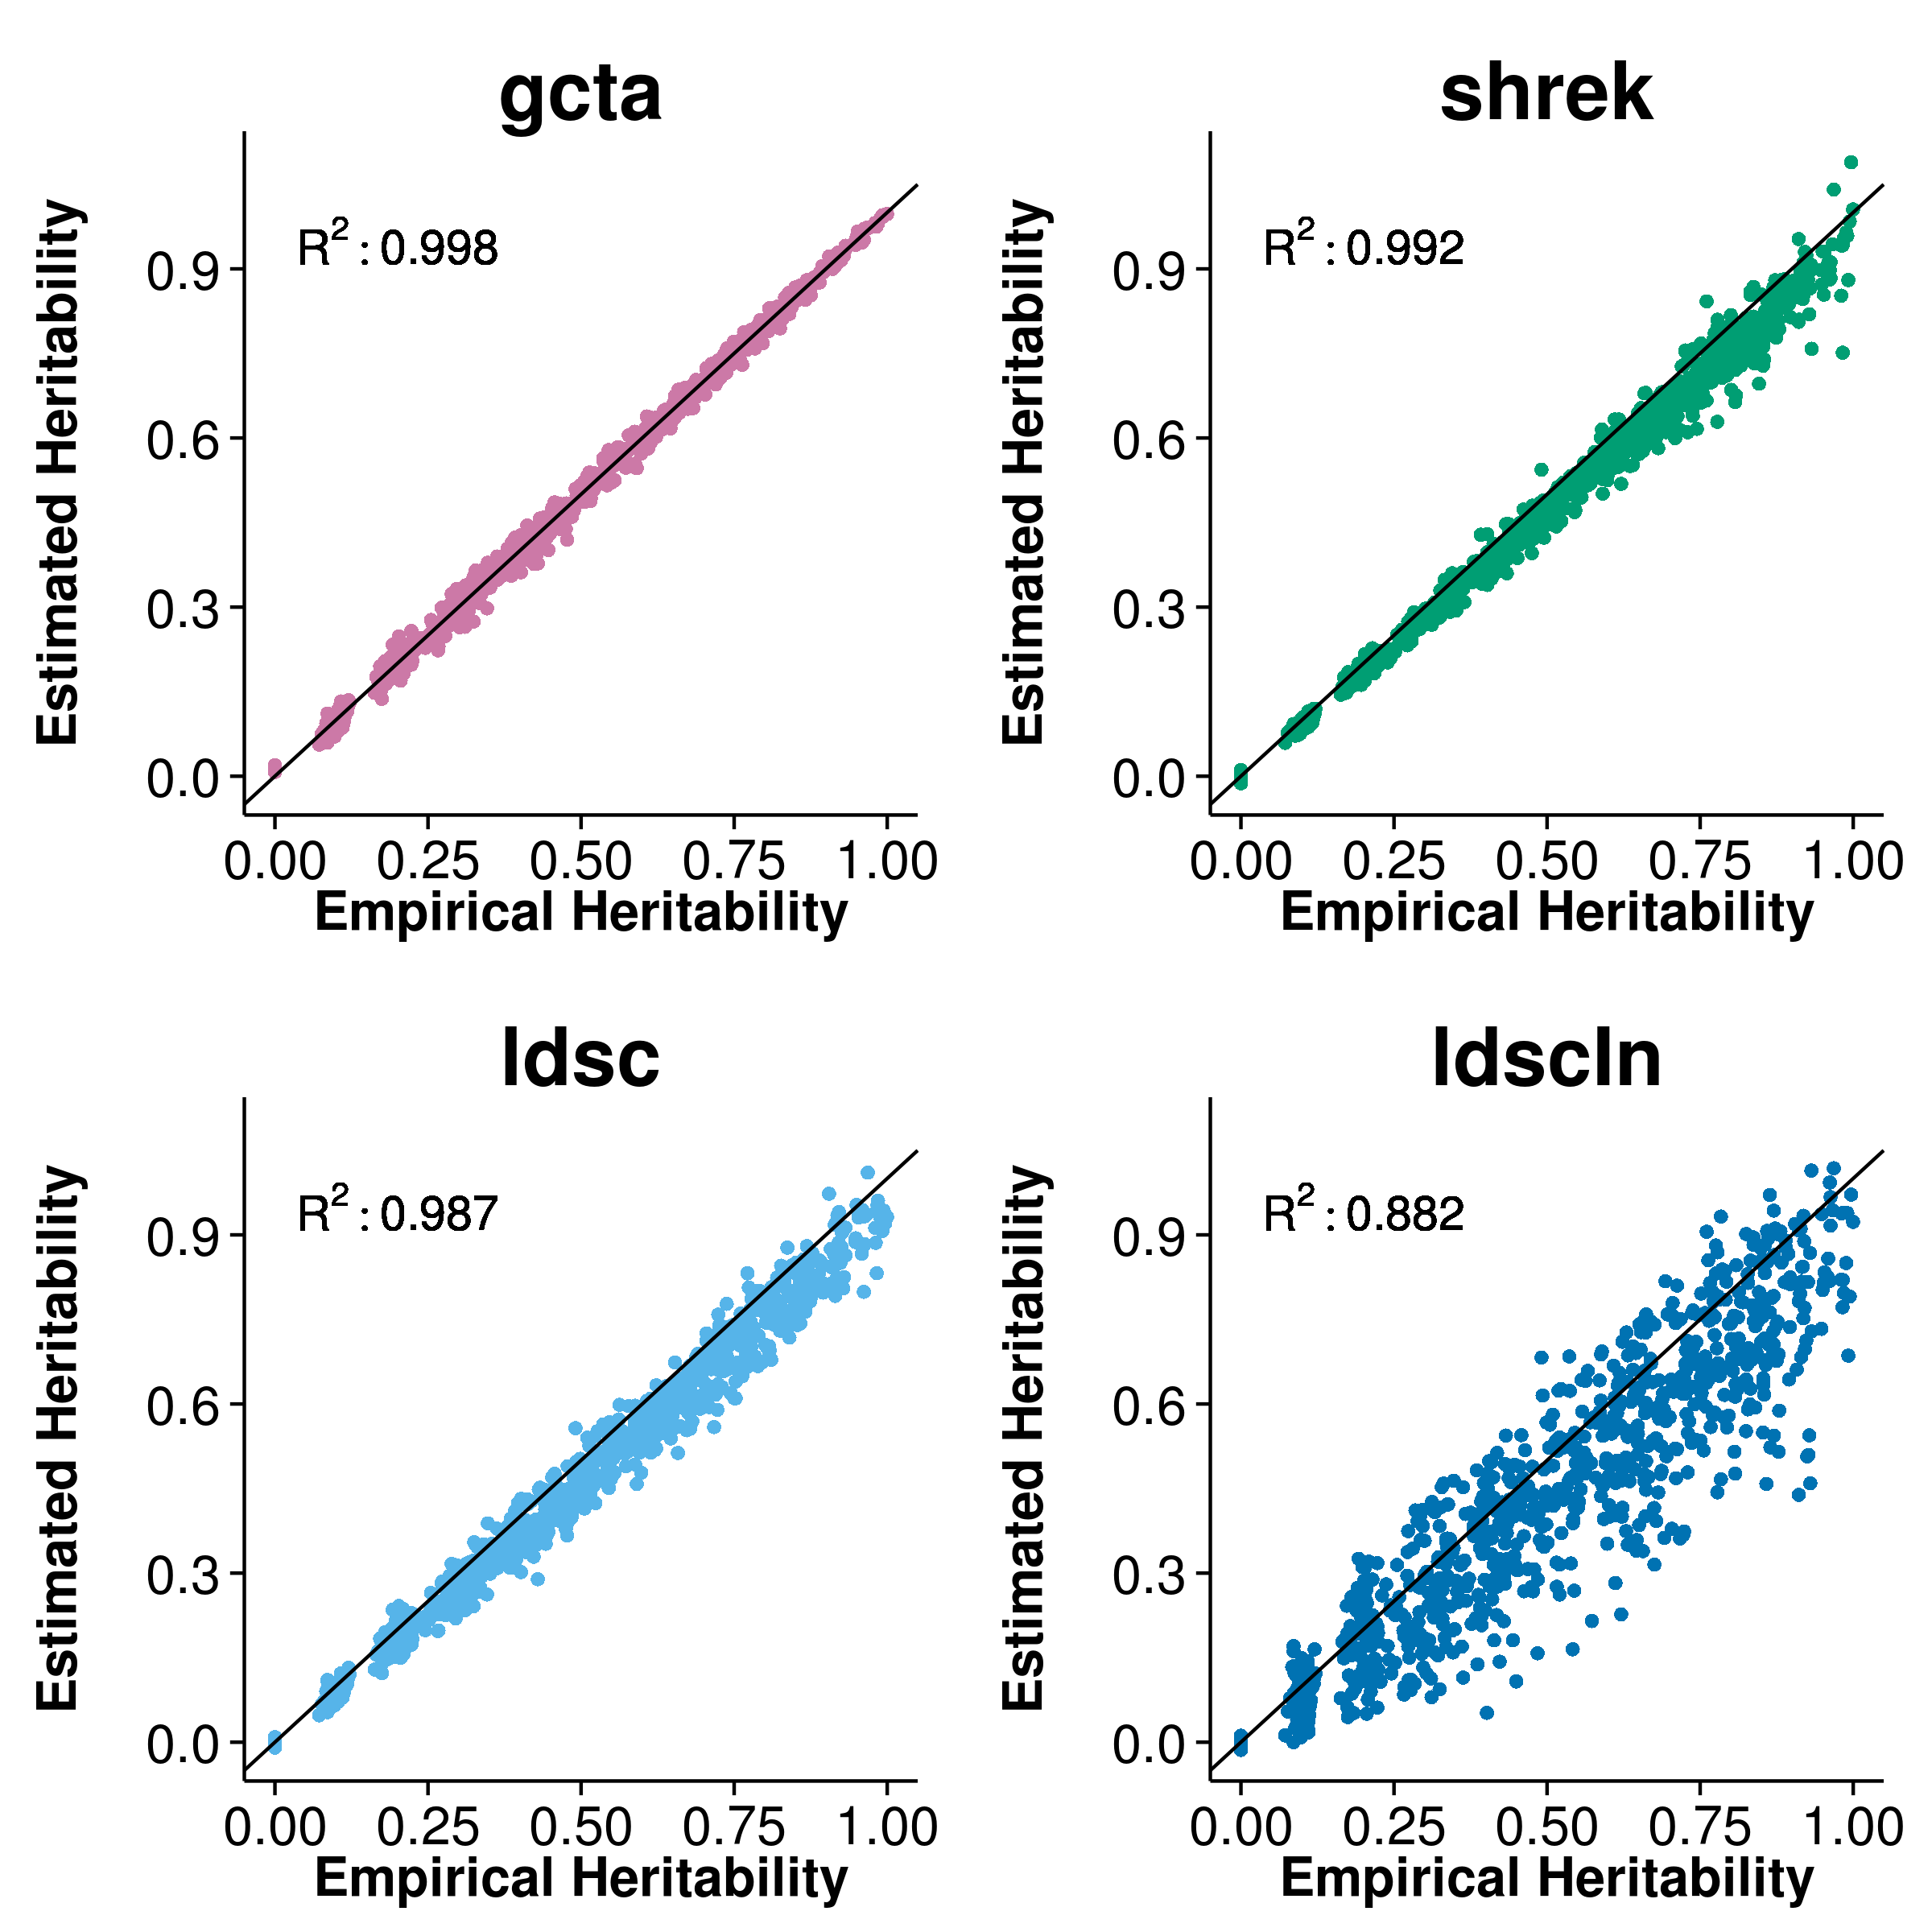 gcta
R²:0.998
Estimated Heritability
0.9
0.6
0.3
0.0
0.00 0.25 0.50 0.75 1.00
Empirical Heritability
shrek
R²:0.992
Estimated Heritability
0.9
0.6
0.3
0.0
0.00 0.25 0.50 0.75 1.00
Empirical Heritability
ldsc
R²:0.987
Estimated Heritability
0.9
0.6
0.3
0.0
0.00 0.25 0.50 0.75 1.00
Empirical Heritability
ldscIn
R²:0.882
Estimated Heritability
0.9
0.6
0.3
0.0
0.00 0.25 0.50 0.75 1.00
Empirical Heritability